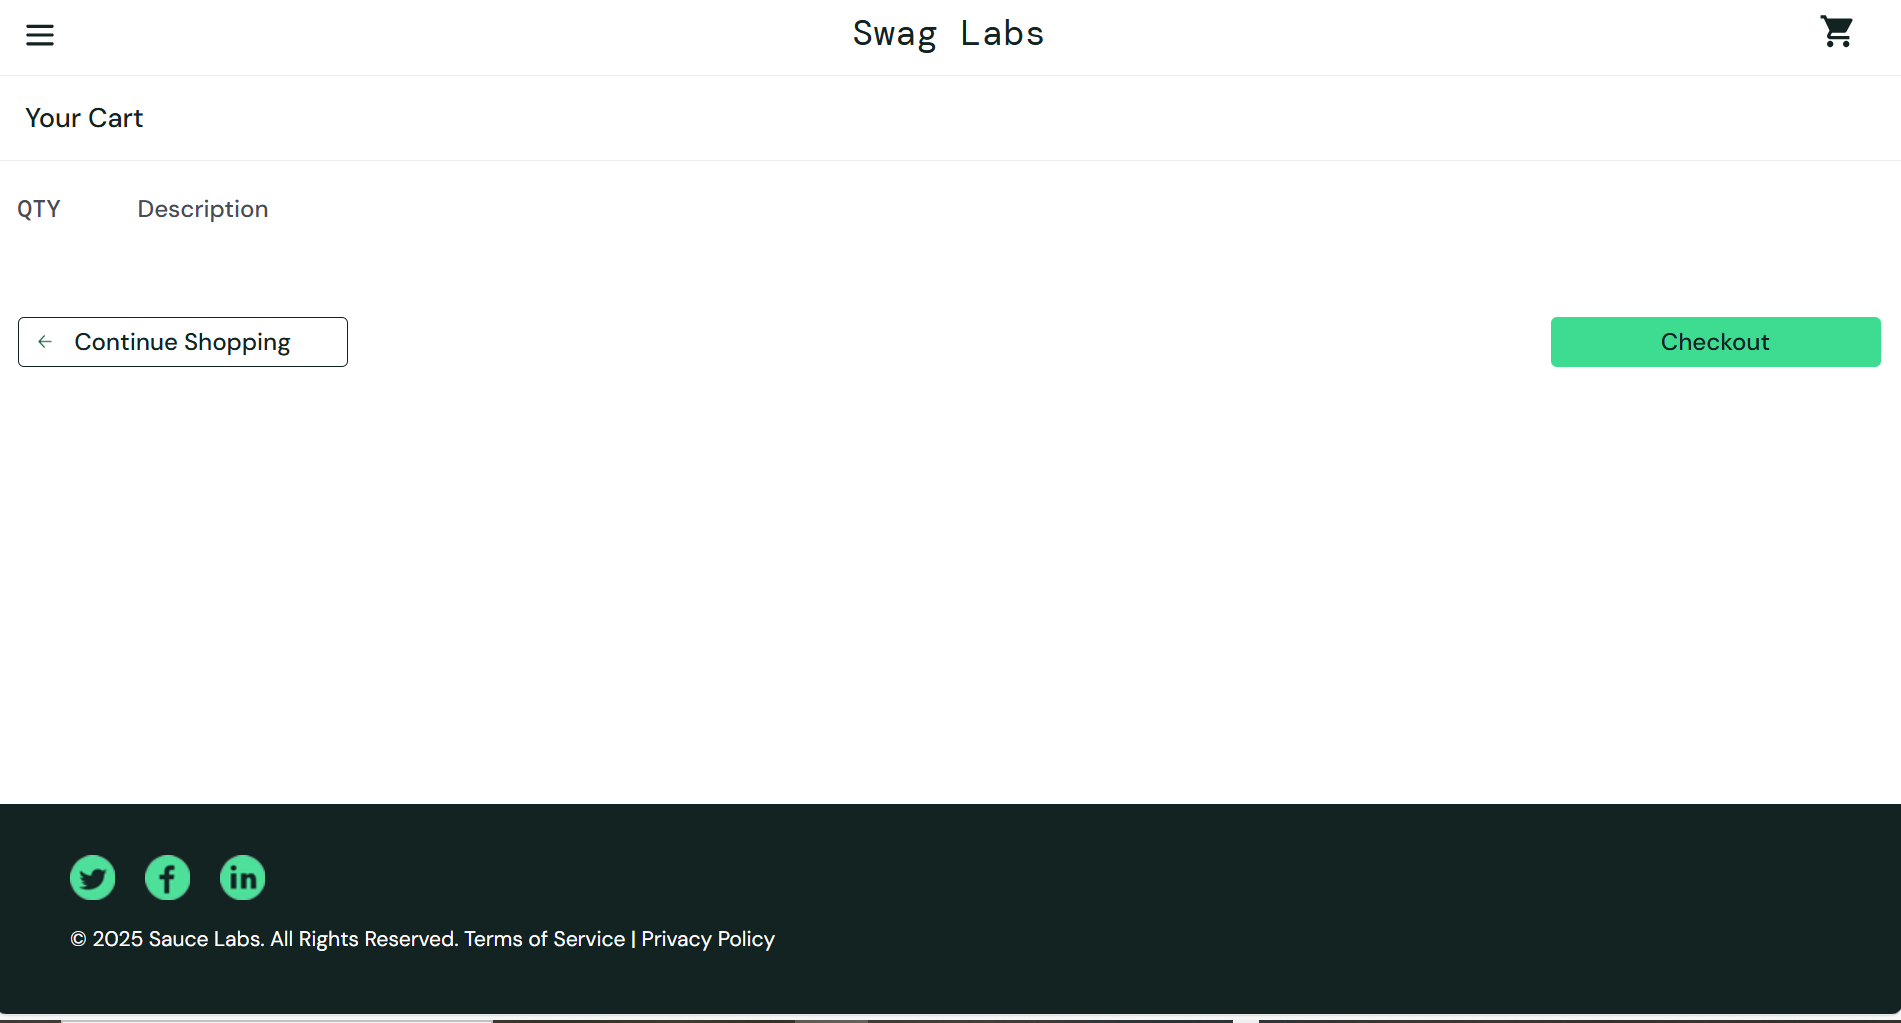 Swag Labs
Your Cart
QTY Description
Continue Shopping
Checkout
© 2025 Sauce Labs. All Rights Reserved. Terms of Service | Privacy Policy